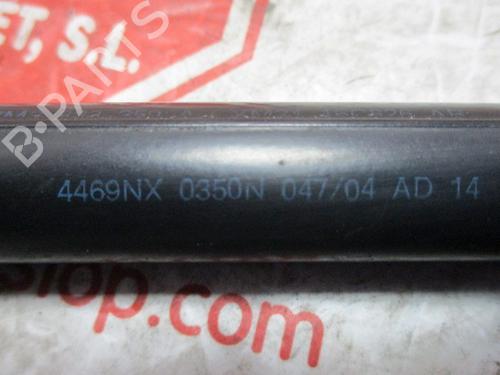 ET, S.L.
B-PARTS
4469NX 0350N 047/04 AD 14
stop.com